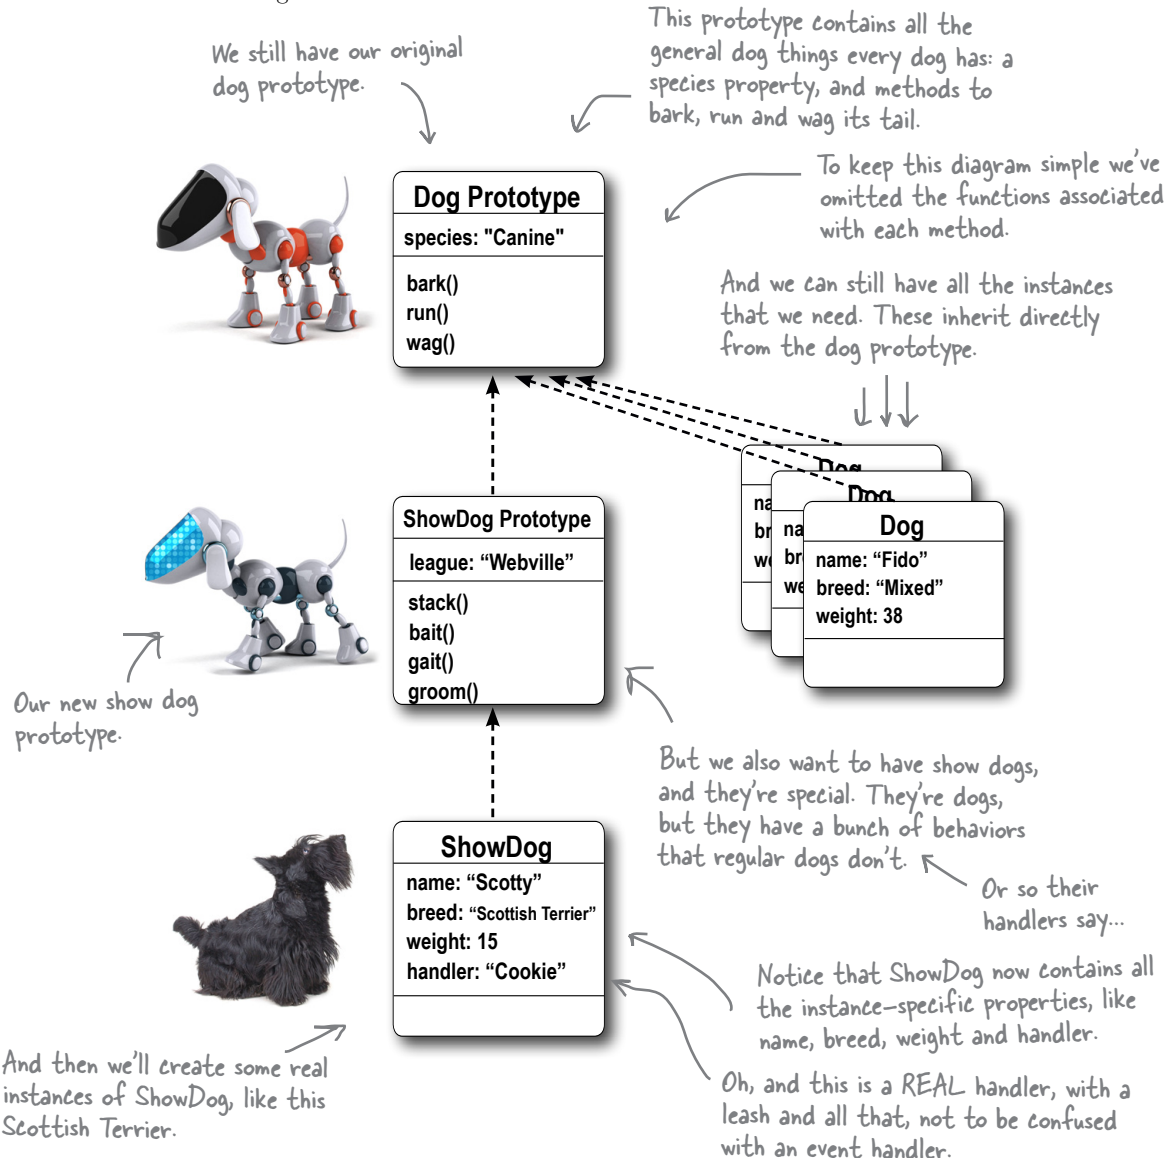 We still have our original
dog prototype.
This prototype contains all the
general dog things every dog has: a
species property, and methods to
bark, run and wag its tail.
To keep this diagram simple we've
omitted the functions associated
with each method.
Dog Prototype
species: "Canine"
bark()
run()
wag()
And we can still have all the instances
that we need. These inherit directly
from the dog prototype.
Dog
na
br
we
Dog
na
br
we
Dog
name: “Fido”
breed: “Mixed”
weight: 38
ShowDog Prototype
league: “Webville”
stack()
bait()
gait()
groom()
Our new show dog
prototype.
But we also want to have show dogs,
and they're special. They're dogs,
but they have a bunch of behaviors
that regular dogs don't.
Or so their
handlers say...
ShowDog
name: “Scotty”
breed: “Scottish Terrier”
weight: 15
handler: “Cookie”
Notice that ShowDog now contains all
the instance-specific properties, like
name, breed, weight and handler.
And then we'll create some real
instances of ShowDog, like this
Scottish Terrier.
Oh, and this is a REAL handler, with a
leash and all that, not to be confused
with an event handler.